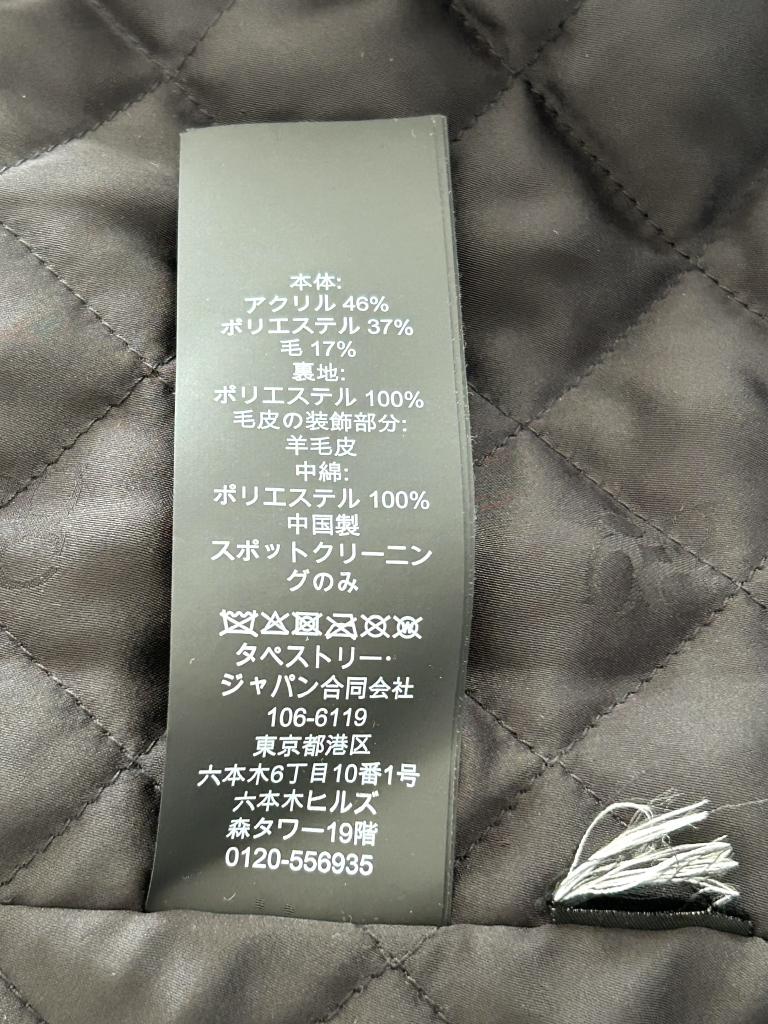 本体:
アクリル 46%
ポリエステル 37%
毛 17%
裏地:
ポリエステル 100%
毛皮の装飾部分:
羊毛皮
中綿:
ポリエステル 100%
中国製
スポットクリーニン
グのみ
タペストリー・
ジャパン合同会社
106-6119
東京都港区
六本木6丁目10番1号
六本木ヒルズ
森タワー19階
0120-556935